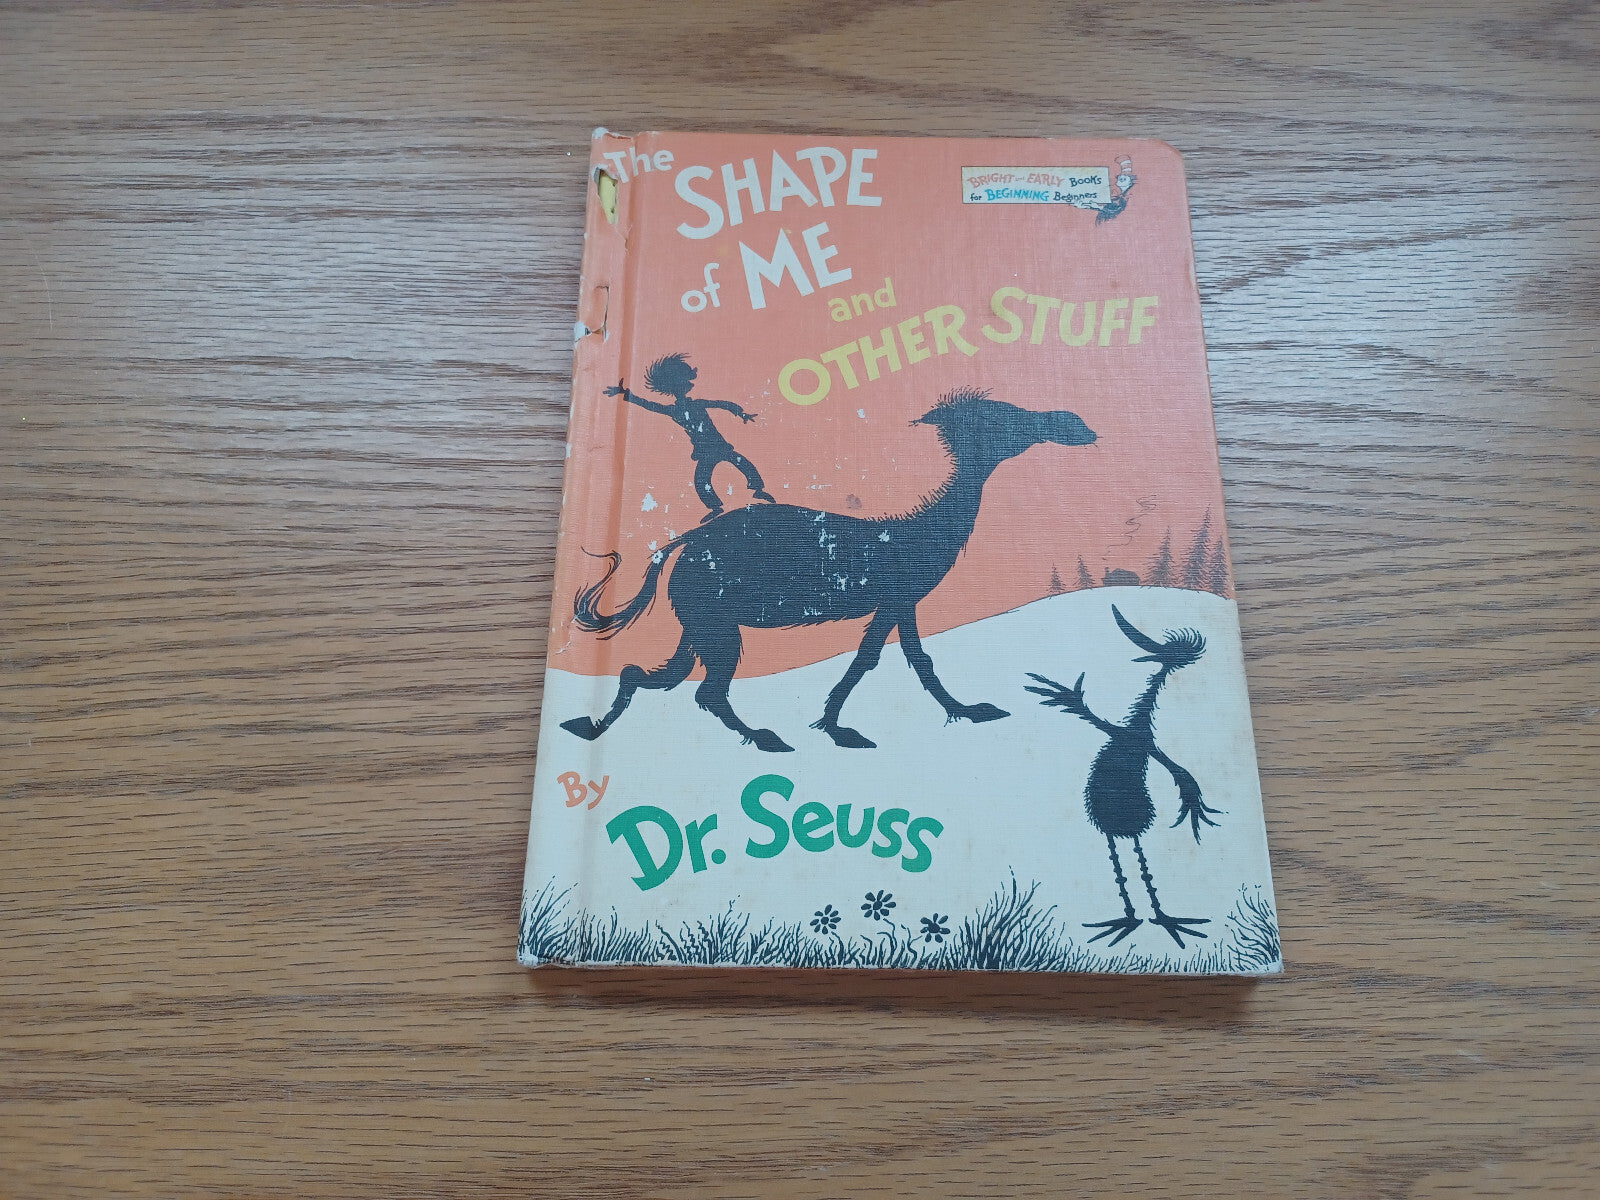 The
SHAPE
of ME
and
OTHER STUFF
BRIGHT and EARLY Books
for BEGINNING Beginners
By
Dr. Seuss